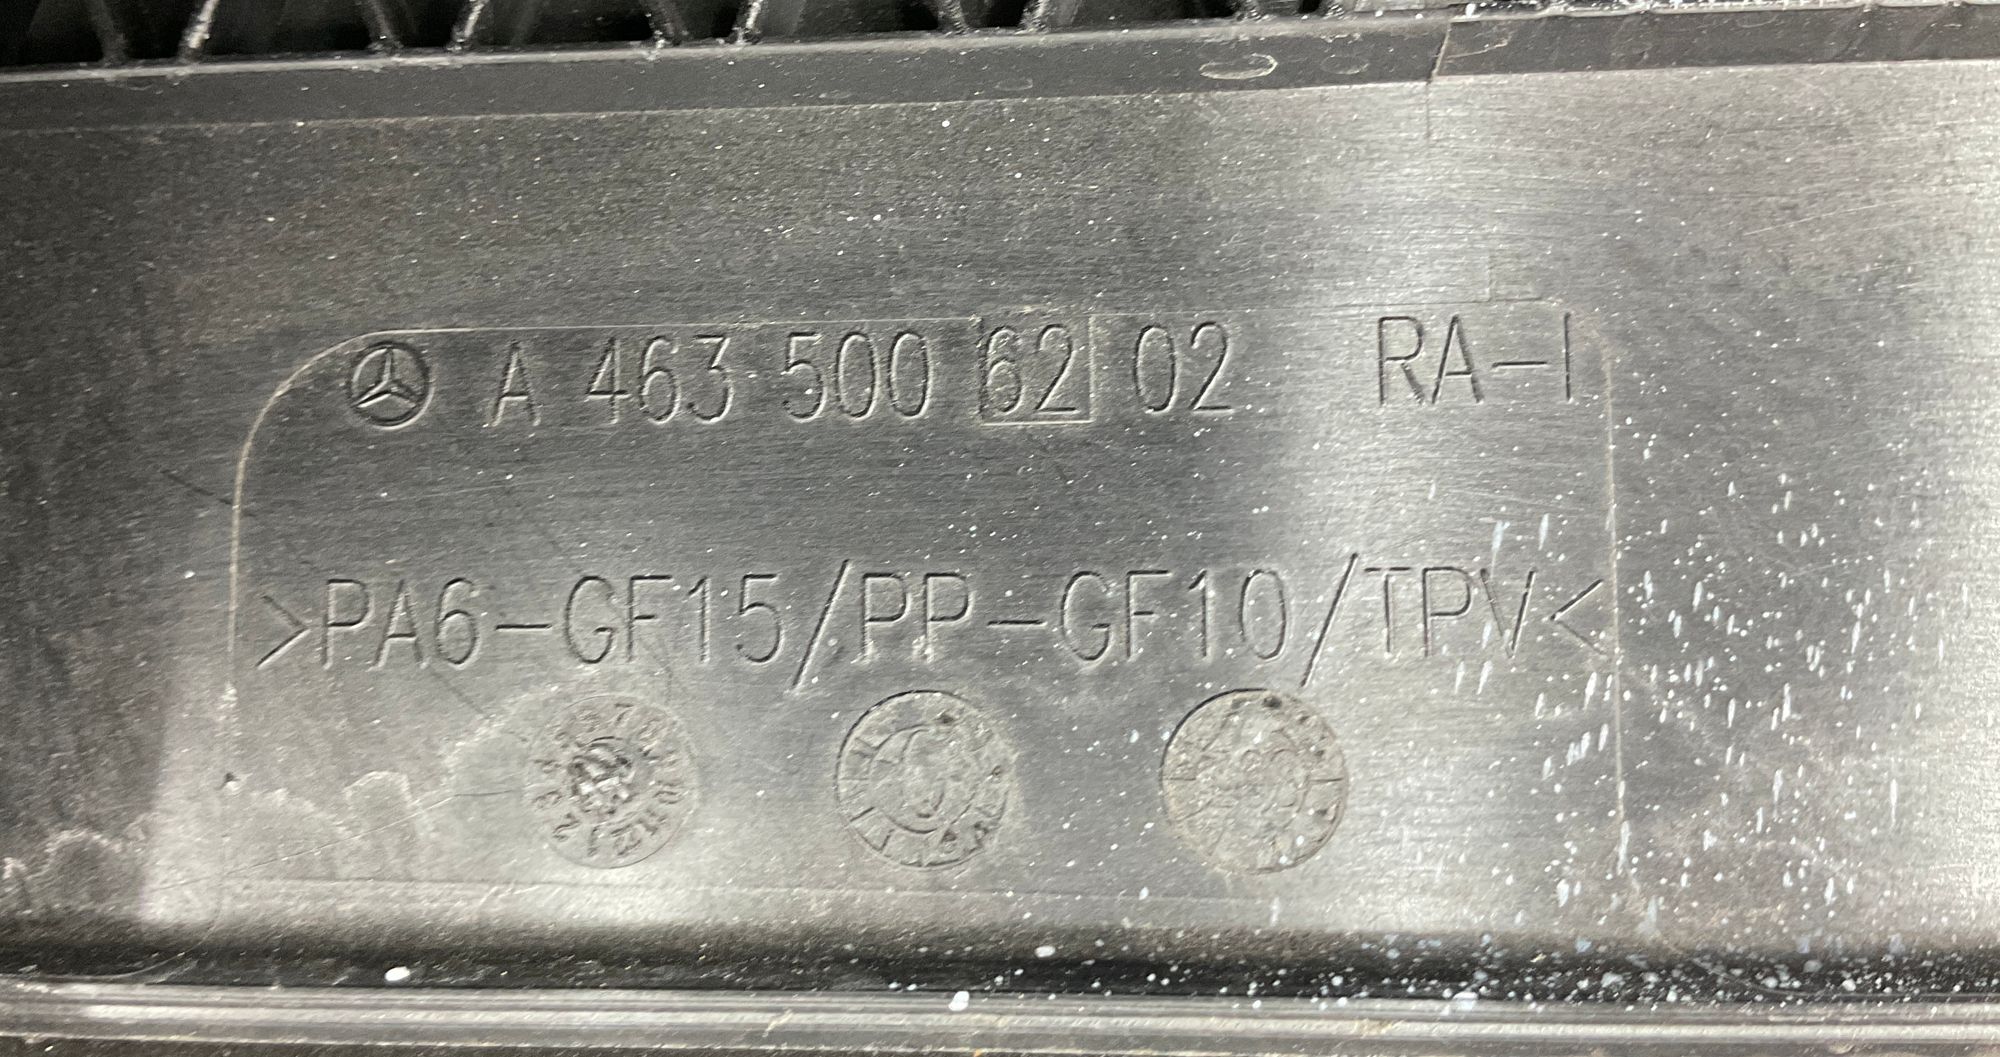 A 463 500 62 02 RA-I
>PA6-GF15/PP-GF10/TPV<